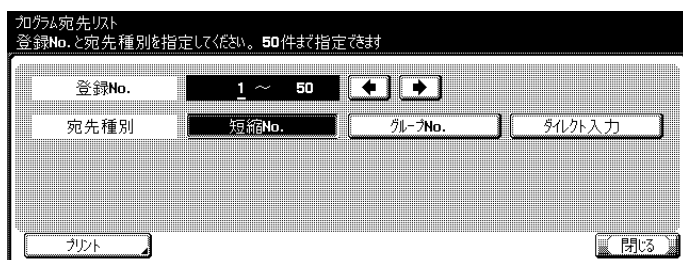 プログラム宛先リスト
登録No.と宛先種別を指定してください。50件まで指定できます
登録No. 1 ～ 50
宛先種別 短縮No. グループNo. ダイレクト入力
プリント 閉じる